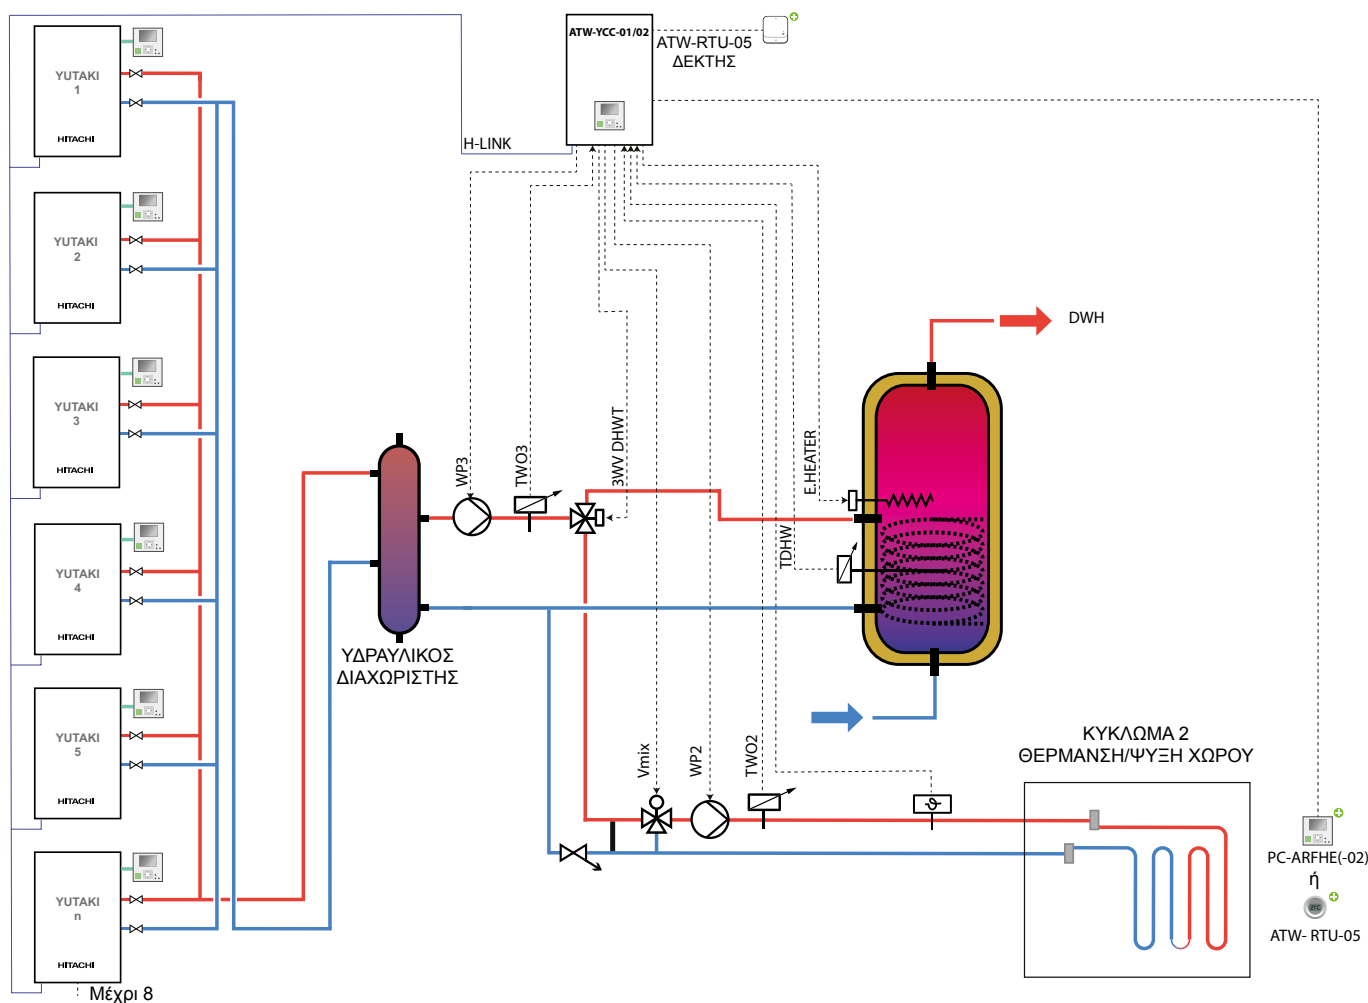 YUTAKI
1
HITACHI
YUTAKI
2
HITACHI
YUTAKI
3
HITACHI
YUTAKI
4
HITACHI
YUTAKI
5
HITACHI
YUTAKI
n
HITACHI
Μέχρι 8
H-LINK
ATW-YCC-01/02
ATW-RTU-05
ΔΕΚΤΗΣ
DWH
WP3
TWO3
3WV DHWT
E.HEATER
TDHW
ΥΔΡΑΥΛΙΚΟΣ
ΔΙΑΧΩΡΙΣΤΗΣ
Vmix
WP2
TWO2
ΚΥΚΛΩΜΑ 2
ΘΕΡΜΑΝΣΗ/ΨΥΞΗ ΧΩΡΟΥ
PC-ARFHE(-02)
ή
ATW- RTU-05